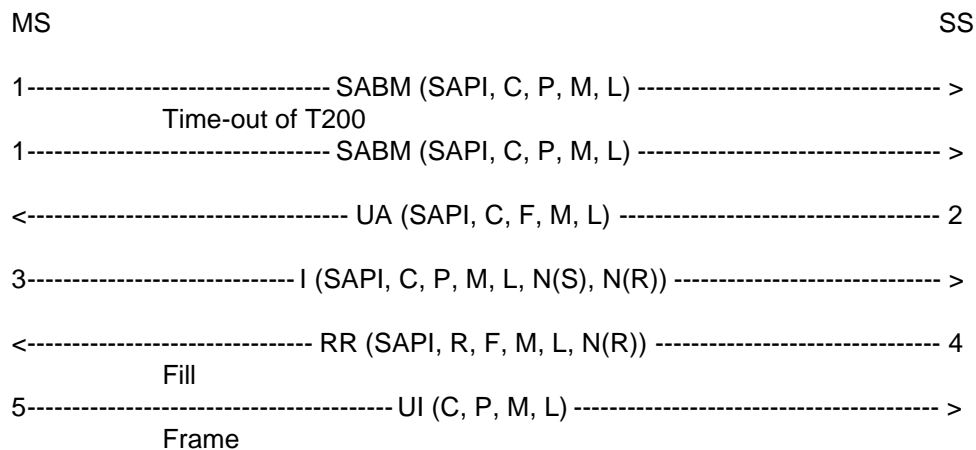 MS SS
1---------------------------------- SABM (SAPI, C, P, M, L) ---------------------------------- >
Time-out of T200
1---------------------------------- SABM (SAPI, C, P, M, L) ---------------------------------- >
<------------------------------------ UA (SAPI, C, F, M, L) ------------------------------------ 2
3------------------------------ I (SAPI, C, P, M, L, N(S), N(R)) ------------------------------ >
<-------------------------------- RR (SAPI, R, F, M, L, N(R)) -------------------------------- 4
Fill
5----------------------------------------- UI (C, P, M, L) ----------------------------------------- >
Frame